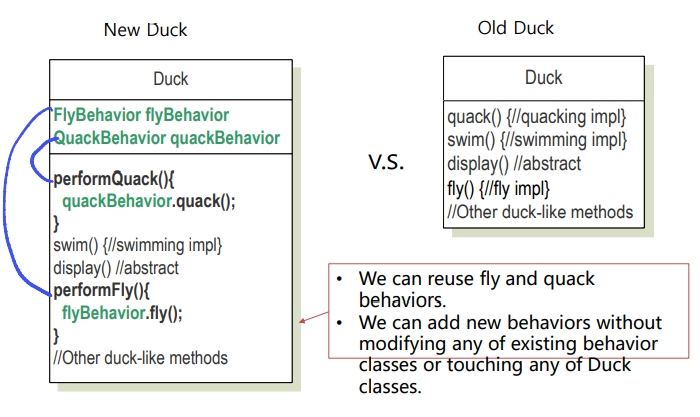 New Duck
Duck
FlyBehavior flyBehavior
QuackBehavior quackBehavior
performQuack(){
quackBehavior.quack();
}
swim() {//swimming impl}
display() //abstract
performFly(){
flyBehavior.fly();
}
//Other duck-like methods
V.S.
Old Duck
Duck
quack() {//quacking impl}
swim() {//swimming impl}
display() //abstract
fly() {//fly impl}
//Other duck-like methods
• We can reuse fly and quack
behaviors.
• We can add new behaviors without
modifying any of existing behavior
classes or touching any of Duck
classes.